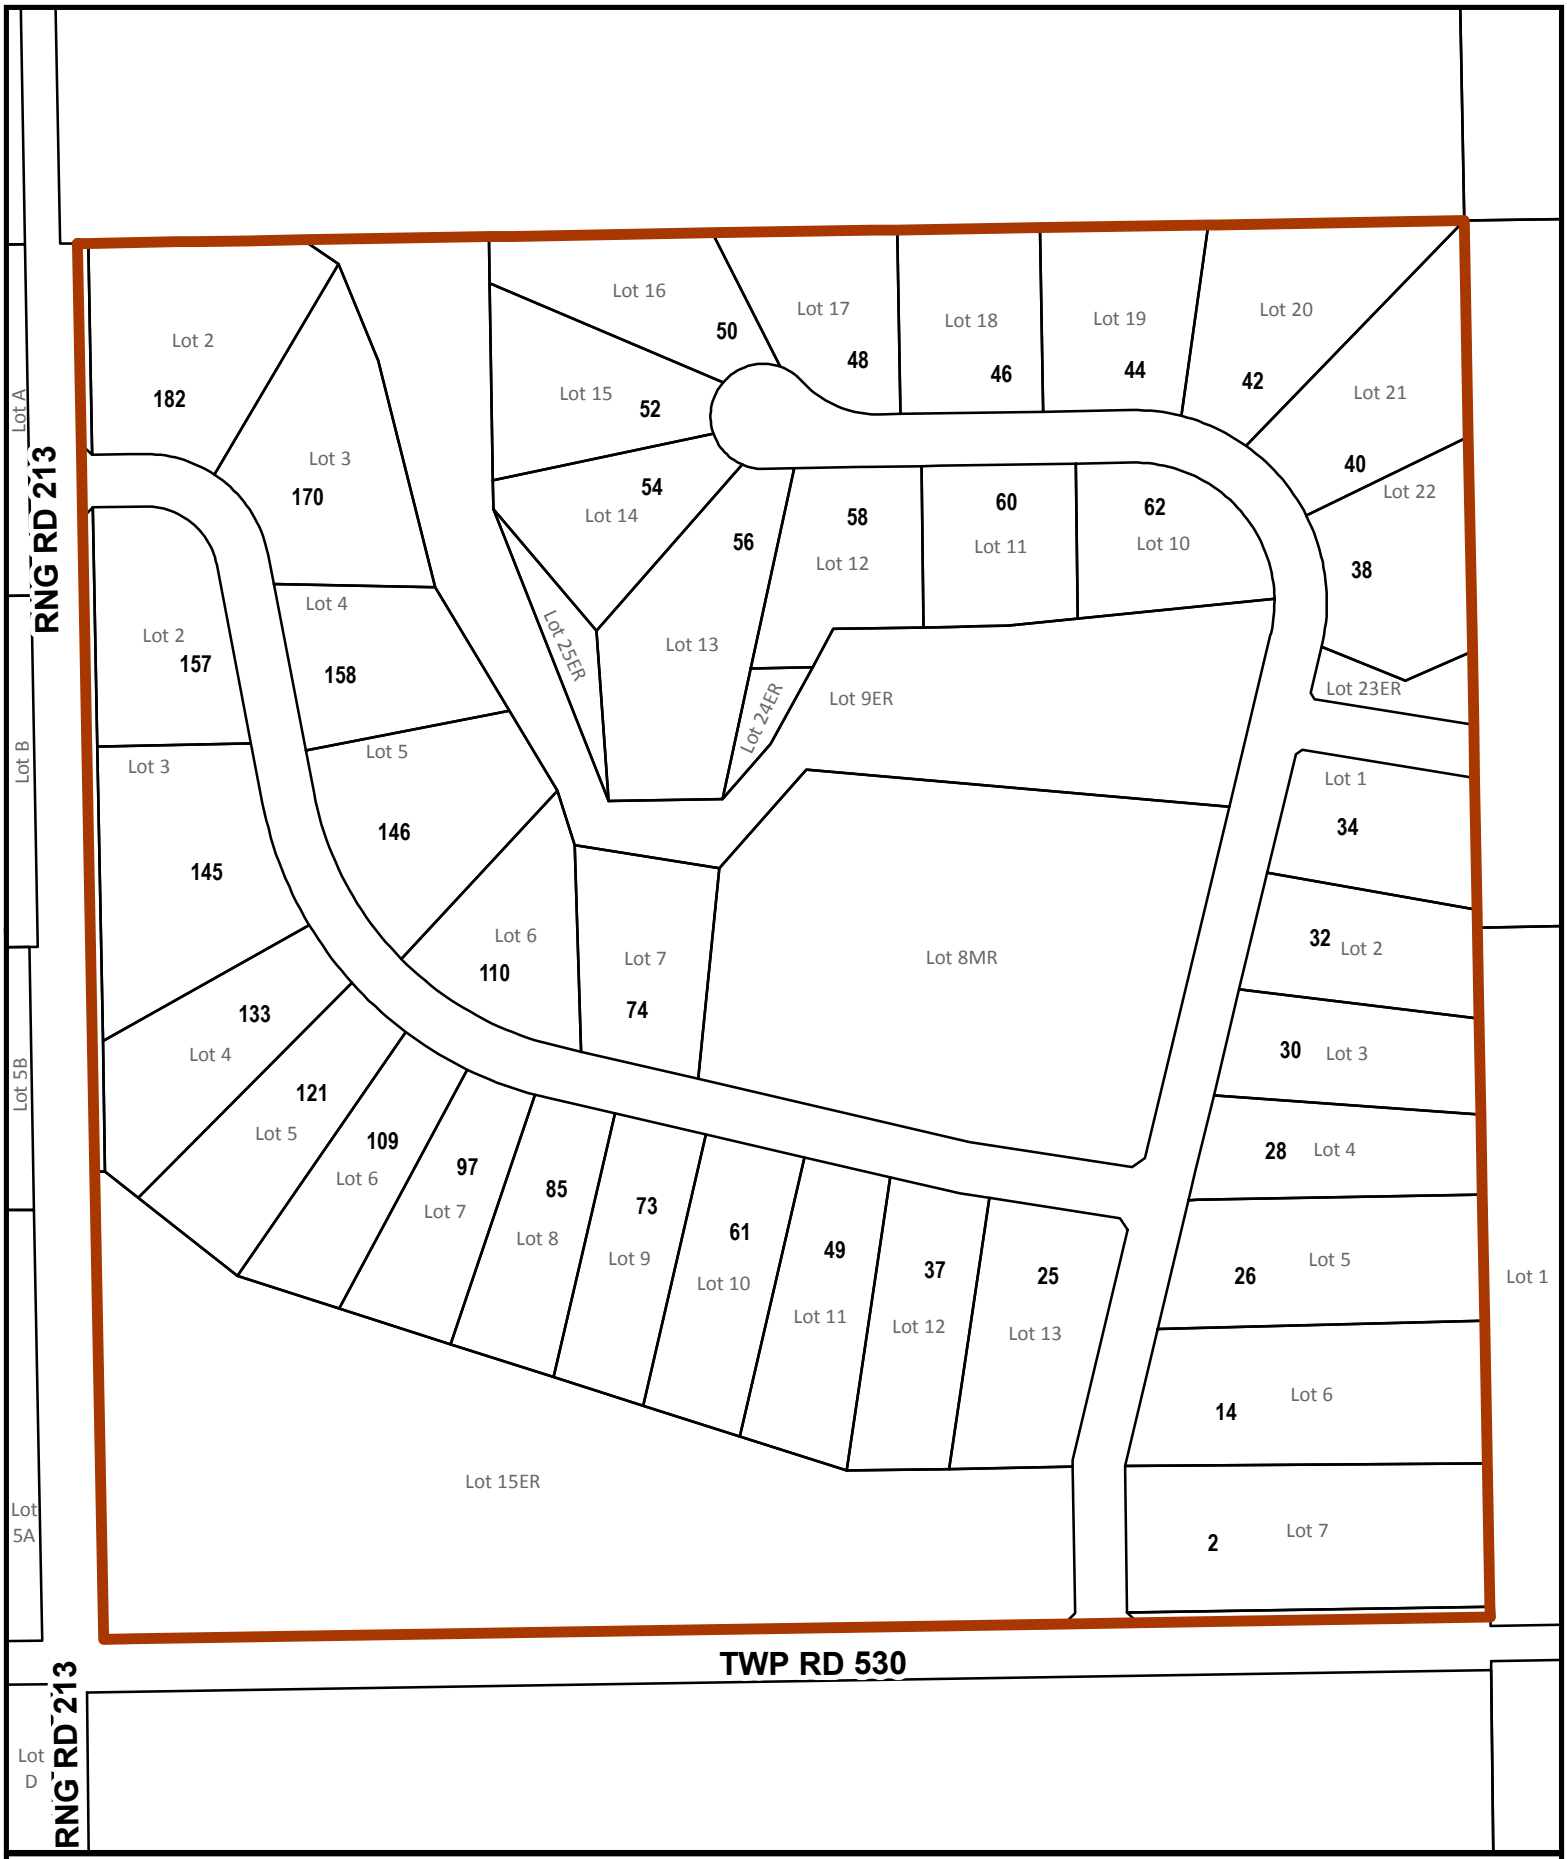 Lot 16
50
Lot 17
48
Lot 18
46
Lot 19
44
Lot 20
42
Lot 2
182
Lot 15
52
Lot 21
40
Lot A
RNG RD 213
Lot 3
170
54
Lot 14
56
58
Lot 12
60
Lot 11
62
Lot 10
Lot 22
38
Lot 2
157
Lot 4
158
Lot 25ER
Lot 13
Lot 24ER
Lot 9ER
Lot 23ER
Lot B
Lot 3
145
Lot 5
146
Lot 1
34
Lot 6
110
Lot 7
74
Lot 8MR
32
Lot 2
133
Lot 4
30
Lot 3
Lot 5B
121
Lot 5
109
Lot 6
97
Lot 7
85
Lot 8
73
Lot 9
61
Lot 10
49
Lot 11
37
Lot 12
25
Lot 13
28
Lot 4
26
Lot 5
Lot 1
14
Lot 6
Lot 15ER
Lot
5A
2
Lot 7
TWP RD 530
RNG RD 213
Lot
D